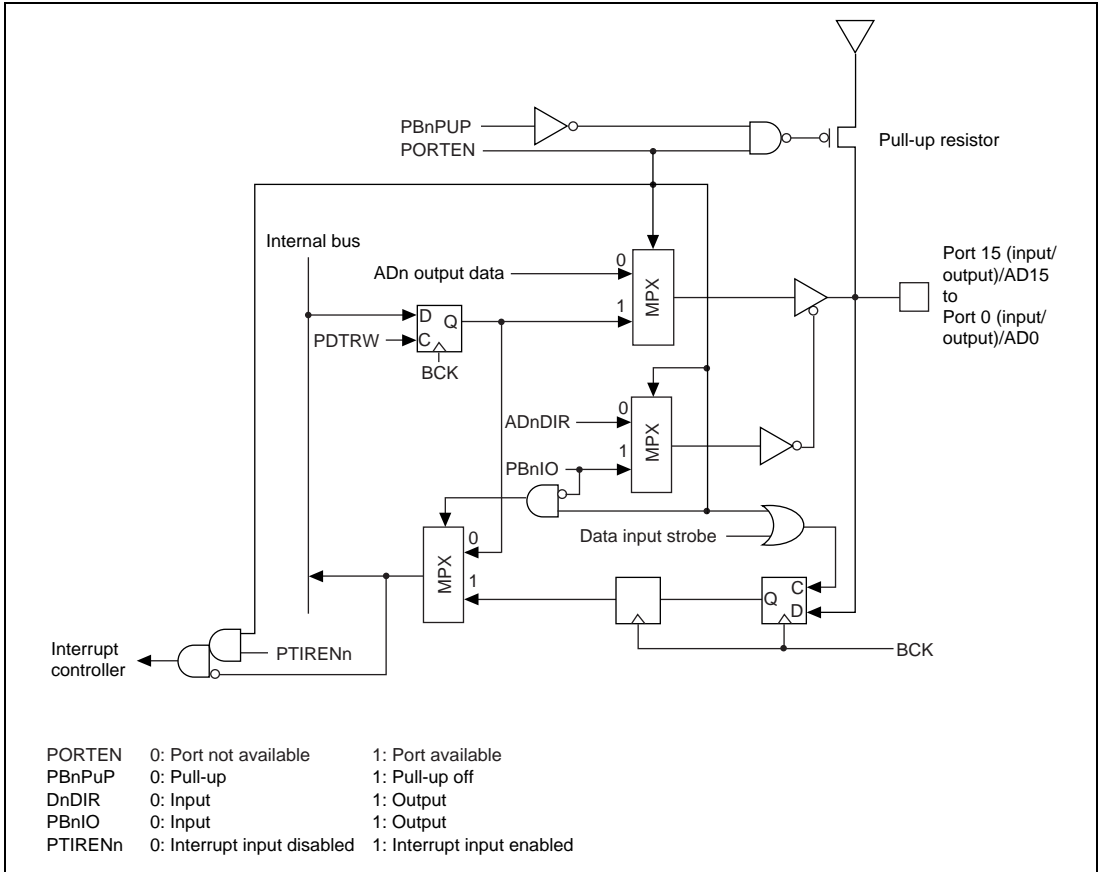 PBnPUP
PORTEN
Pull-up resistor
Internal bus
ADn output data
0
1
MPX
Port 15 (input/
output)/AD15
to
Port 0 (input/
output)/AD0
D
Q
C
PDTRW
BCK
ADnDIR
0
1
MPX
PBnIO
Data input strobe
0
1
MPX
Q
C
D
BCK
Interrupt
controller
PTIRENn
PORTEN 0: Port not available 1: Port available
PBnPuP 0: Pull-up 1: Pull-up off
DnDIR 0: Input 1: Output
PBnIO 0: Input 1: Output
PTIRENn 0: Interrupt input disabled 1: Interrupt input enabled